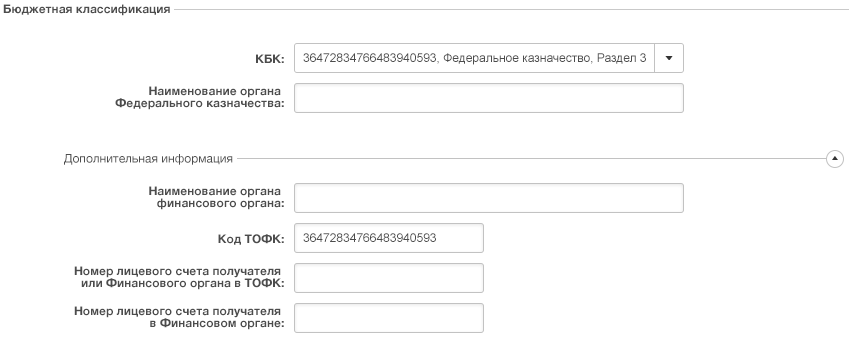 Бюджетная классификация
КБК: 36472834766483940593, Федеральное казначество, Раздел 3
Наименование органа
Федерального казначества:
Дополнительная информация
Наименование органа
финансового органа:
Код ТОФК: 36472834766483940593
Номер лицевого счета получателя
или Финансового органа в ТОФК:
Номер лицевого счета получателя
в Финансовом органе: